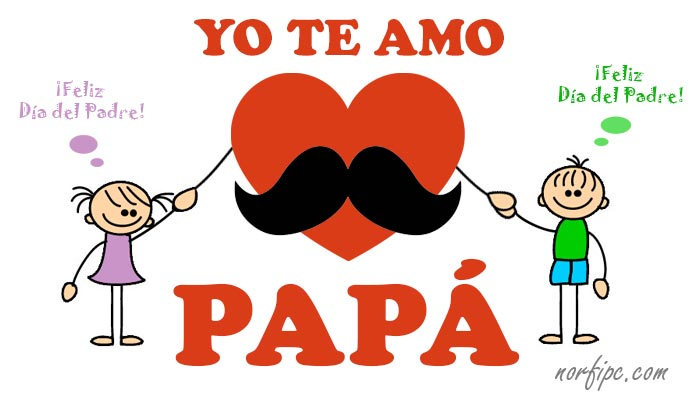 YO TE AMO
¡Feliz
Día del Padre!
¡Feliz
Día del Padre!
PAPÁ
norfipc.com